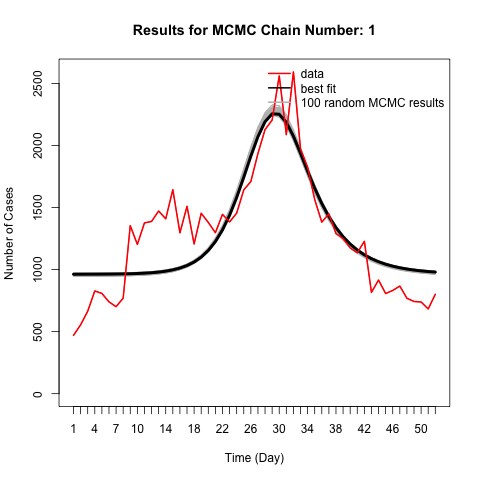 Results for MCMC Chain Number: 1
data
best fit
100 random MCMC results
Number of Cases
2500
2000
1500
1000
500
0
1 4 7 10 14 18 22 26 30 34 38 42 46 50
Time (Day)